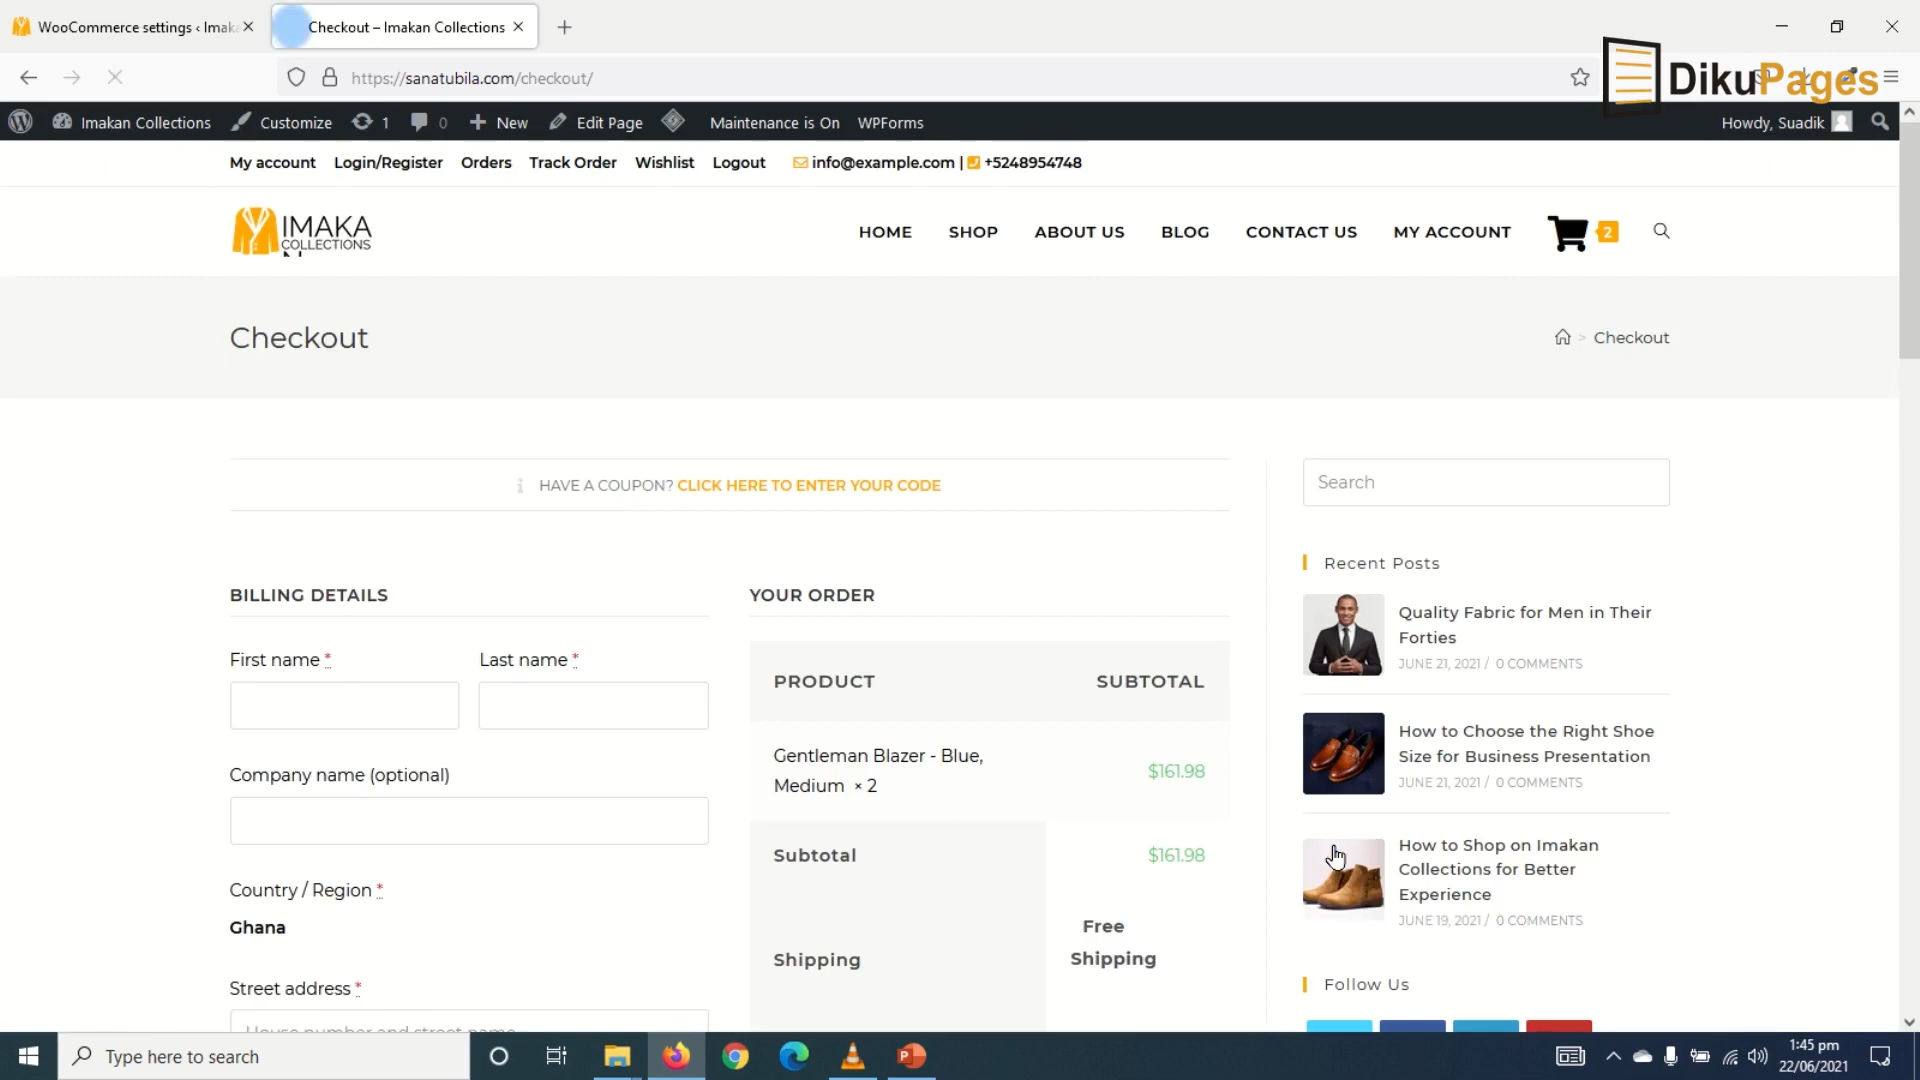 WooCommerce settings ‹ Imaka
Checkout – Imakan Collections
https://sanatubila.com/checkout/
DikuPages
Imakan Collections
Customize
1
0
New
Edit Page
Maintenance is On
WPForms
Howdy, Suadik
My account
Login/Register
Orders
Track Order
Wishlist
Logout
info@example.com | +5248954748
IMAKA
COLLECTIONS
HOME
SHOP
ABOUT US
BLOG
CONTACT US
MY ACCOUNT
2
Checkout
> Checkout
HAVE A COUPON? CLICK HERE TO ENTER YOUR CODE
Search
BILLING DETAILS
First name *
Last name *
Company name (optional)
Country / Region *
Ghana
Street address *
House number and street name
YOUR ORDER
PRODUCT
SUBTOTAL
Gentleman Blazer - Blue,
Medium × 2
$161.98
Subtotal
$161.98
Shipping
Free
Shipping
Recent Posts
Quality Fabric for Men in Their
Forties
JUNE 21, 2021 / 0 COMMENTS
How to Choose the Right Shoe
Size for Business Presentation
JUNE 21, 2021 / 0 COMMENTS
How to Shop on Imakan
Collections for Better
Experience
JUNE 19, 2021 / 0 COMMENTS
Follow Us
Type here to search
1:45 pm
22/06/2021